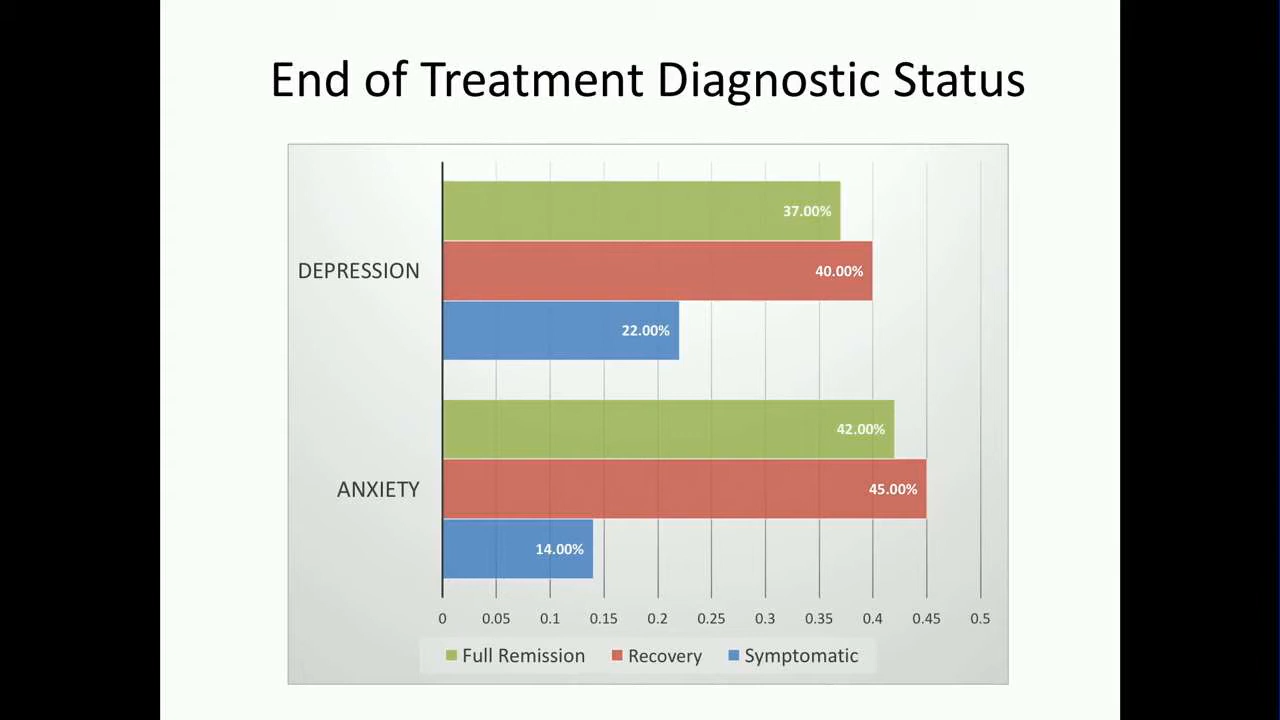 End of Treatment Diagnostic Status
37.00%
DEPRESSION
40.00%
22.00%
42.00%
ANXIETY
45.00%
14.00%
0 0.05 0.1 0.15 0.2 0.25 0.3 0.35 0.4 0.45 0.5
Full Remission Recovery Symptomatic